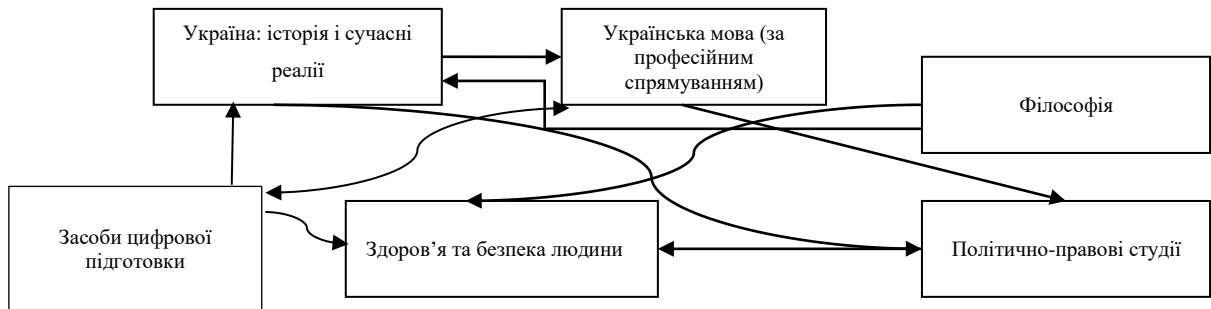 Україна: історія і сучасні
реалії
Українська мова (за
професійним
спрямуванням)
Філософія
Засоби цифрової
підготовки
Здоров’я та безпека людини
Політично-правові студії